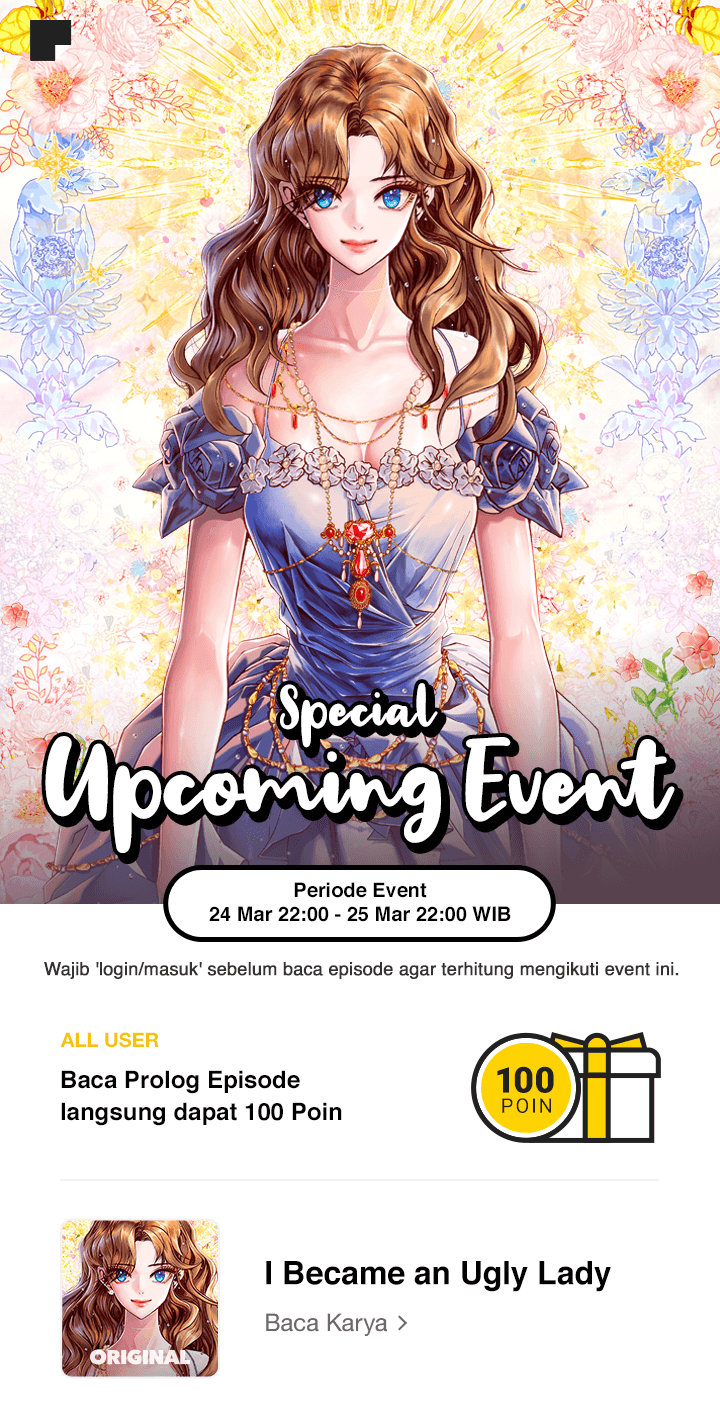 Special
Upcoming Event
Periode Event
24 Mar 22:00 - 25 Mar 22:00 WIB
Wajib 'login/masuk' sebelum baca episode agar terhitung mengikuti event ini.
ALL USER
Baca Prolog Episode
langsung dapat 100 Poin
100
POIN
I Became an Ugly Lady
Baca Karya >
ORIGINAL